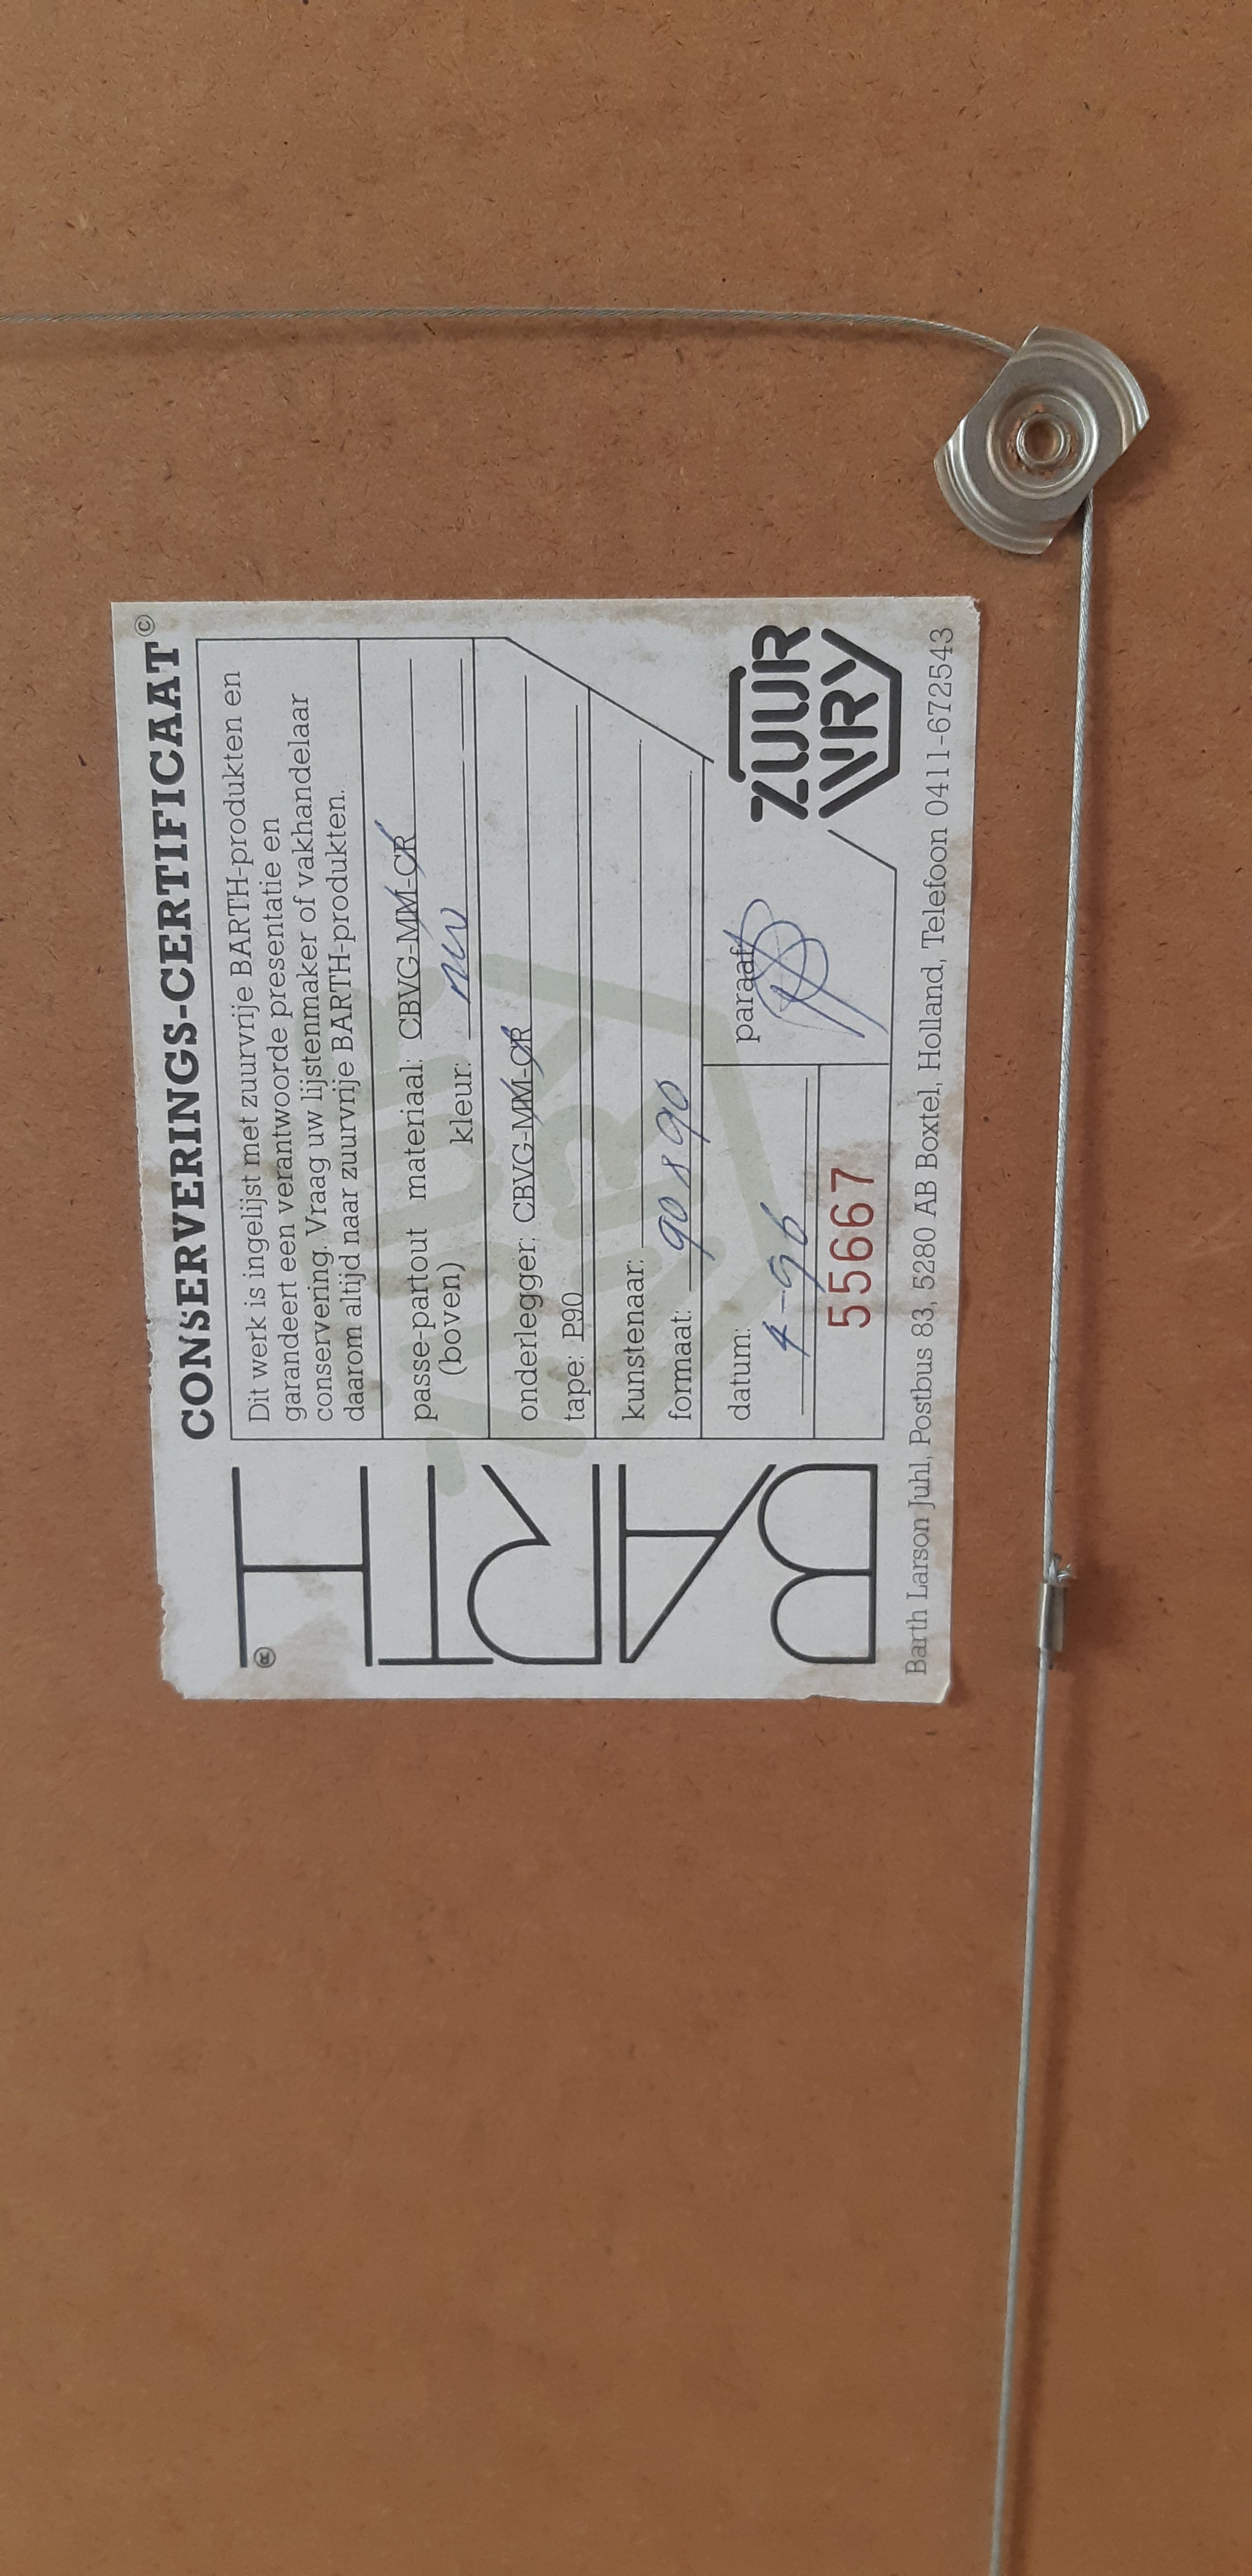 CONSERVERINGS-CERTIFICAAT©
Dit werk is ingelijst met zuurvrije BARTH-produkten en
garandeert een verantwoorde presentatie en
conservering. Vraag uw lijstenmaker of vakhandelaar
daarom altijd naar zuurvrije BARTH-produkten.
passe-partout materiaal: CBVG-MM-CR
(boven) kleur: nw
onderlegger: CBVG-MM-CR
tape: P90
kunstenaar:
formaat: 90 x 90
datum: 4-96
paraaf:
55667
ZUUR
VRY
BARTH®
Barth Larson Juhl, Postbus 83, 5280 AB Boxtel, Holland, Telefoon 0411-672543